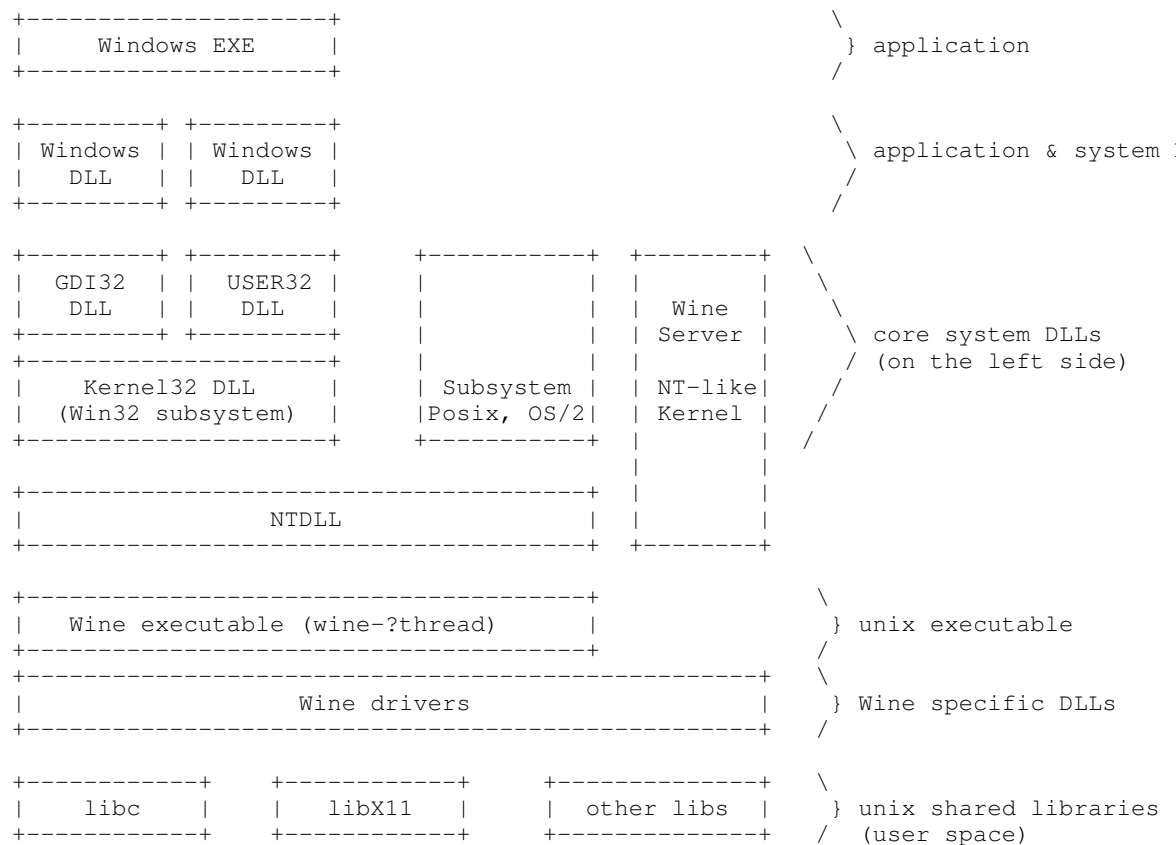 Windows EXE } application
Windows Windows application & system
DLL DLL
GDI32 USER32
DLL DLL Wine
Server core system DLLs
(on the left side)
Kernel32 DLL Subsystem NT-like
(Win32 subsystem) Posix, OS/2 Kernel
NTDLL
Wine executable (wine-?thread) } unix executable
Wine drivers } Wine specific DLLs
libc libX11 other libs } unix shared libraries
(user space)